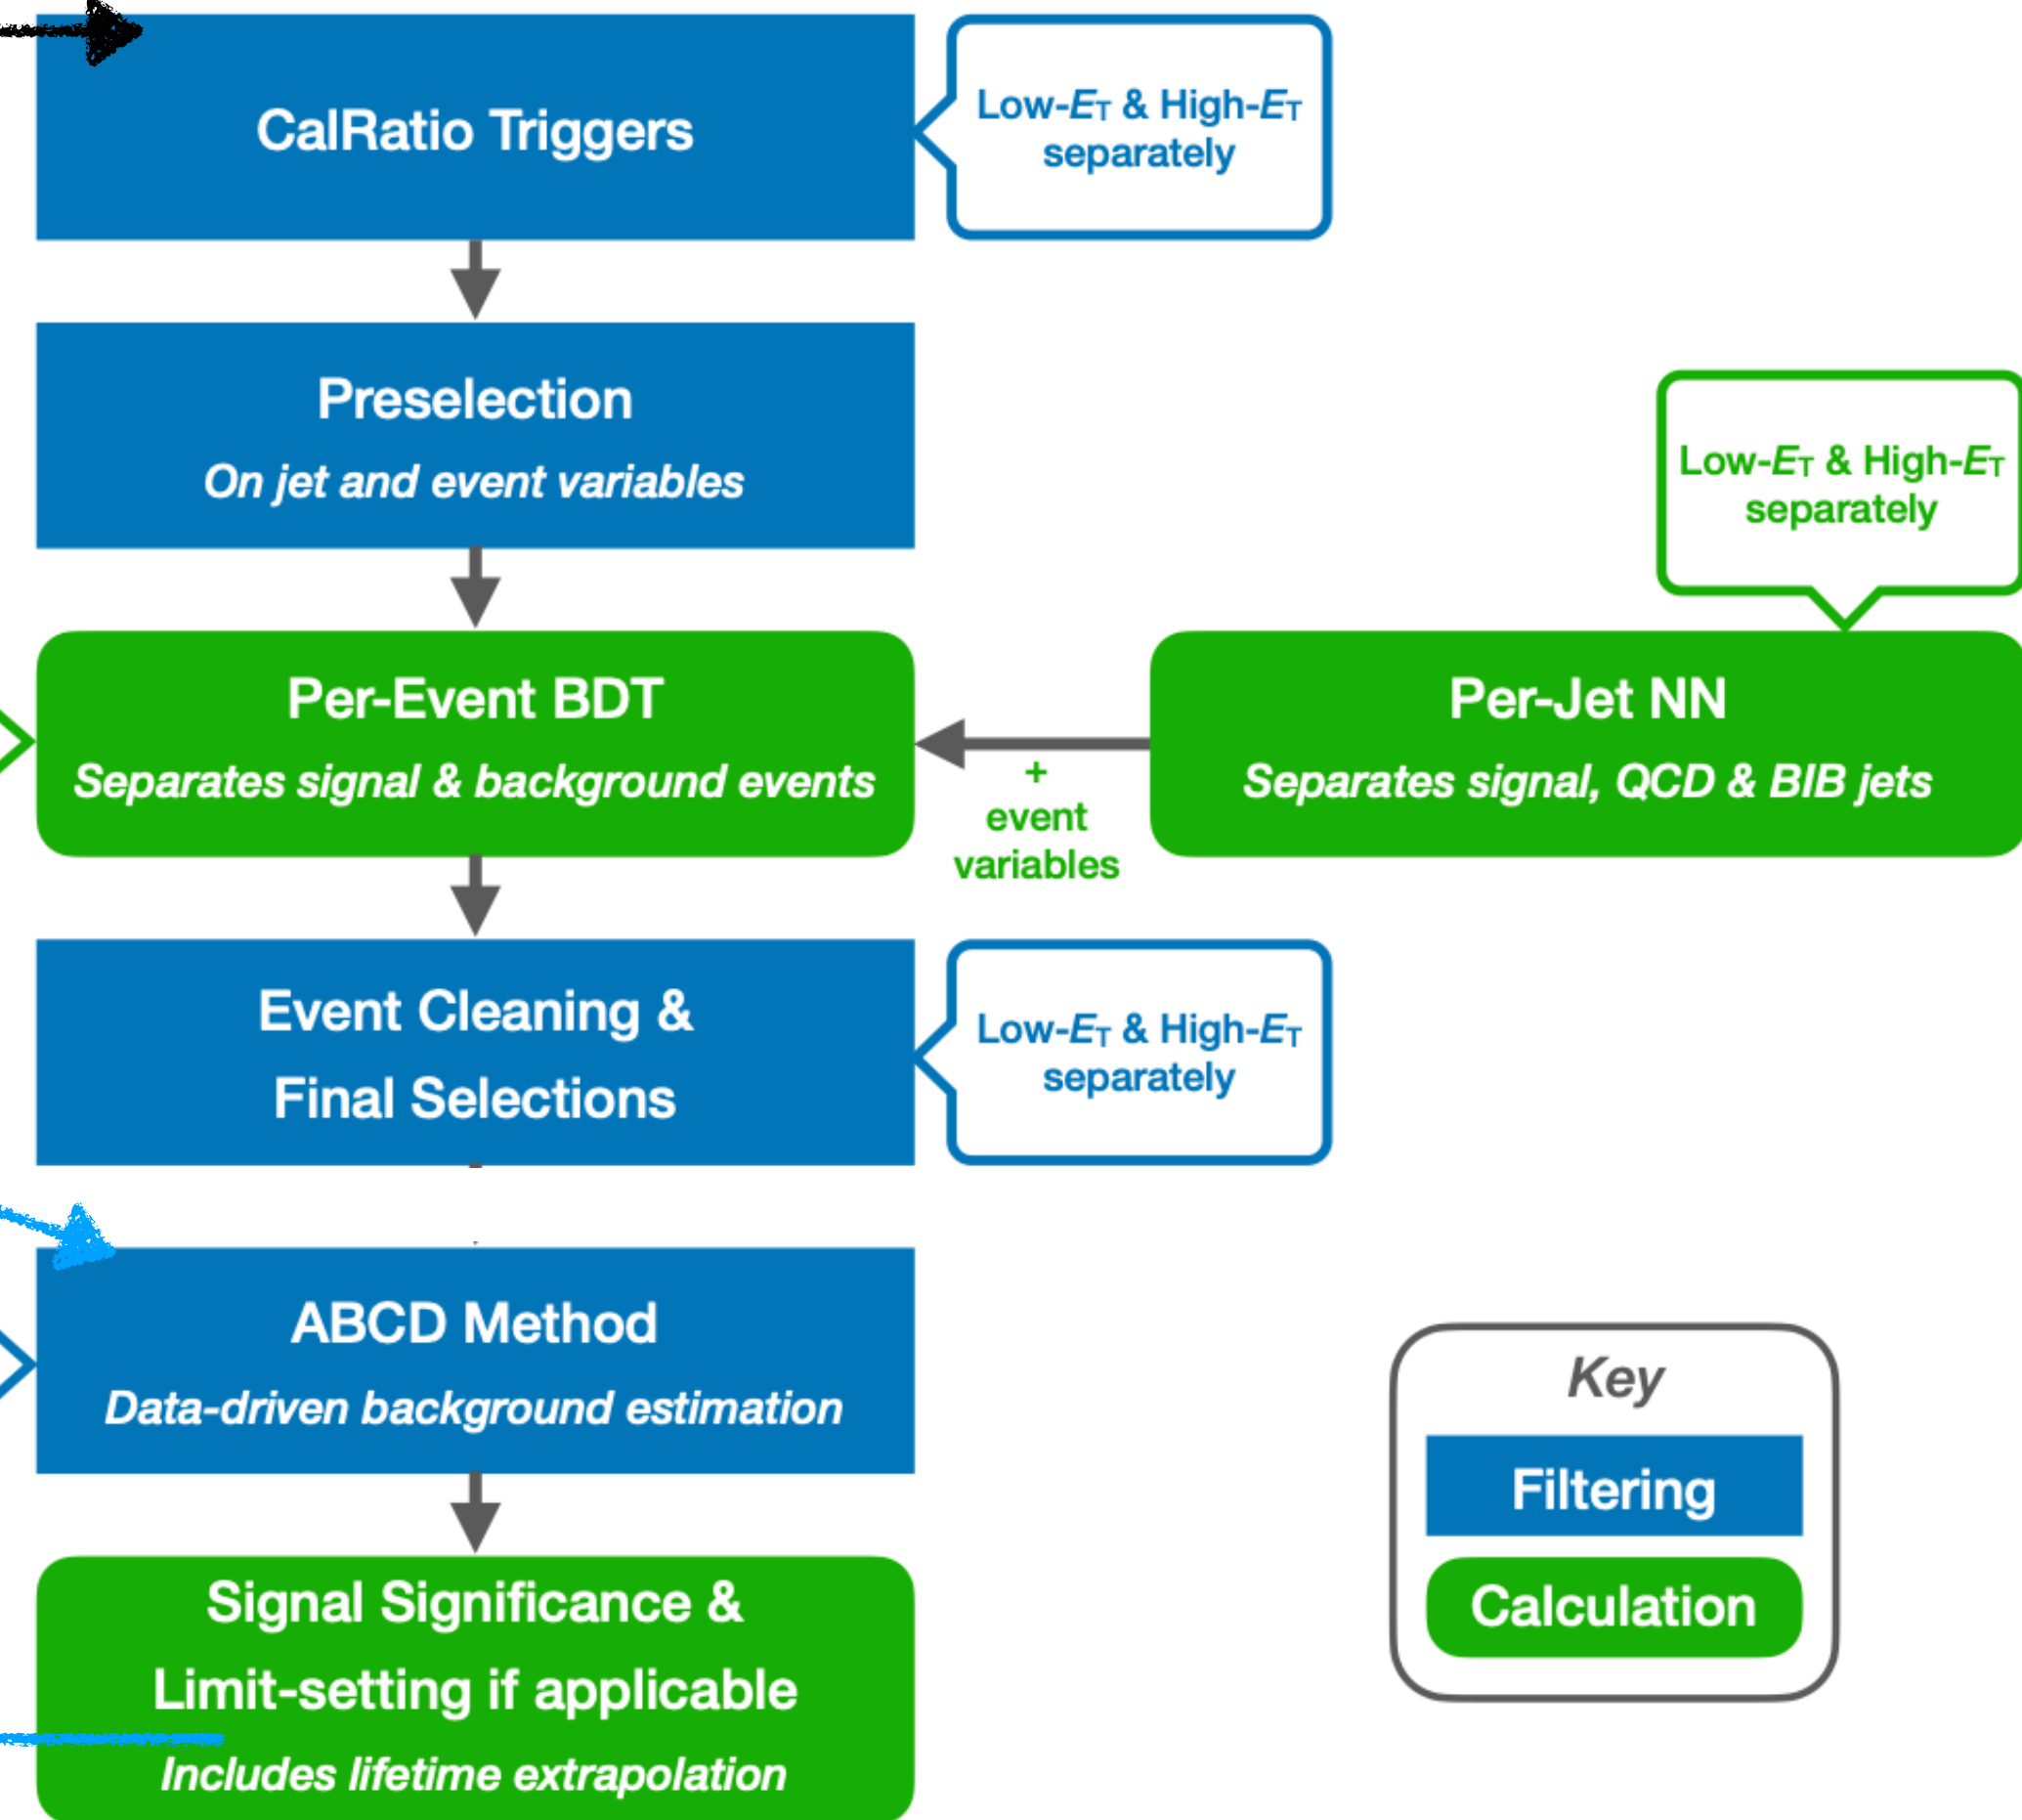 CalRatio Triggers
Low-ET & High-ET
separately
Preselection
On jet and event variables
Low-ET & High-ET
separately
Per-Event BDT
Separates signal & background events
+
event
variables
Per-Jet NN
Separates signal, QCD & BIB jets
Event Cleaning &
Final Selections
Low-ET & High-ET
separately
ABCD Method
Data-driven background estimation
Signal Significance &
Limit-setting if applicable
Includes lifetime extrapolation
Key
Filtering
Calculation